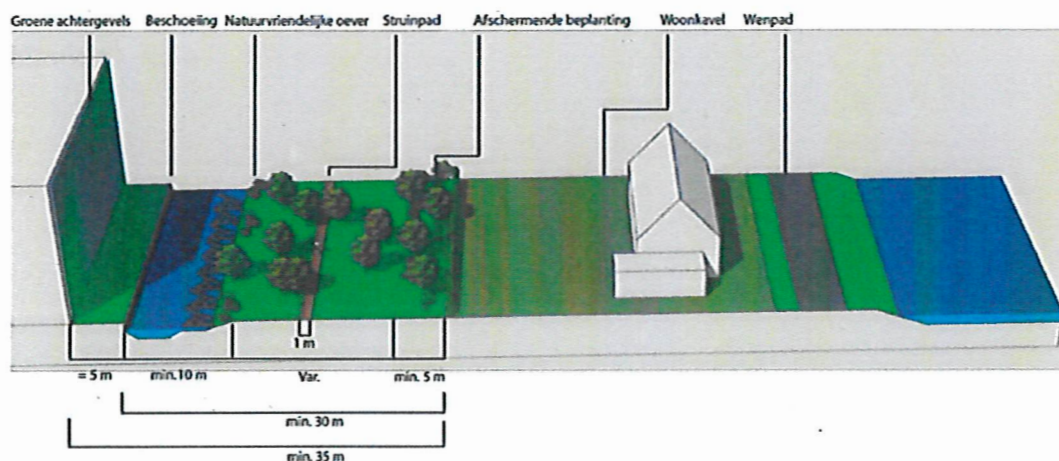 Groene achtergevels Beschoeiing Natuurvriendelijke oever Struinpad Afschermende beplanting Woonkavel Wenpad
1 m
= 5 m min.10 m Var. min. 5 m
min. 30 m
min. 35 m